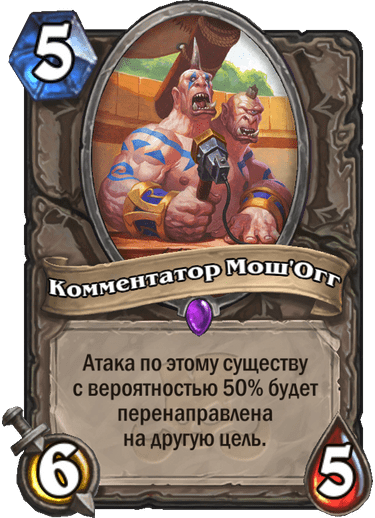 5
Комментатор Мош'Огг
Атака по этому существу
с вероятностью 50% будет
перенаправлена
на другую цель.
6
5